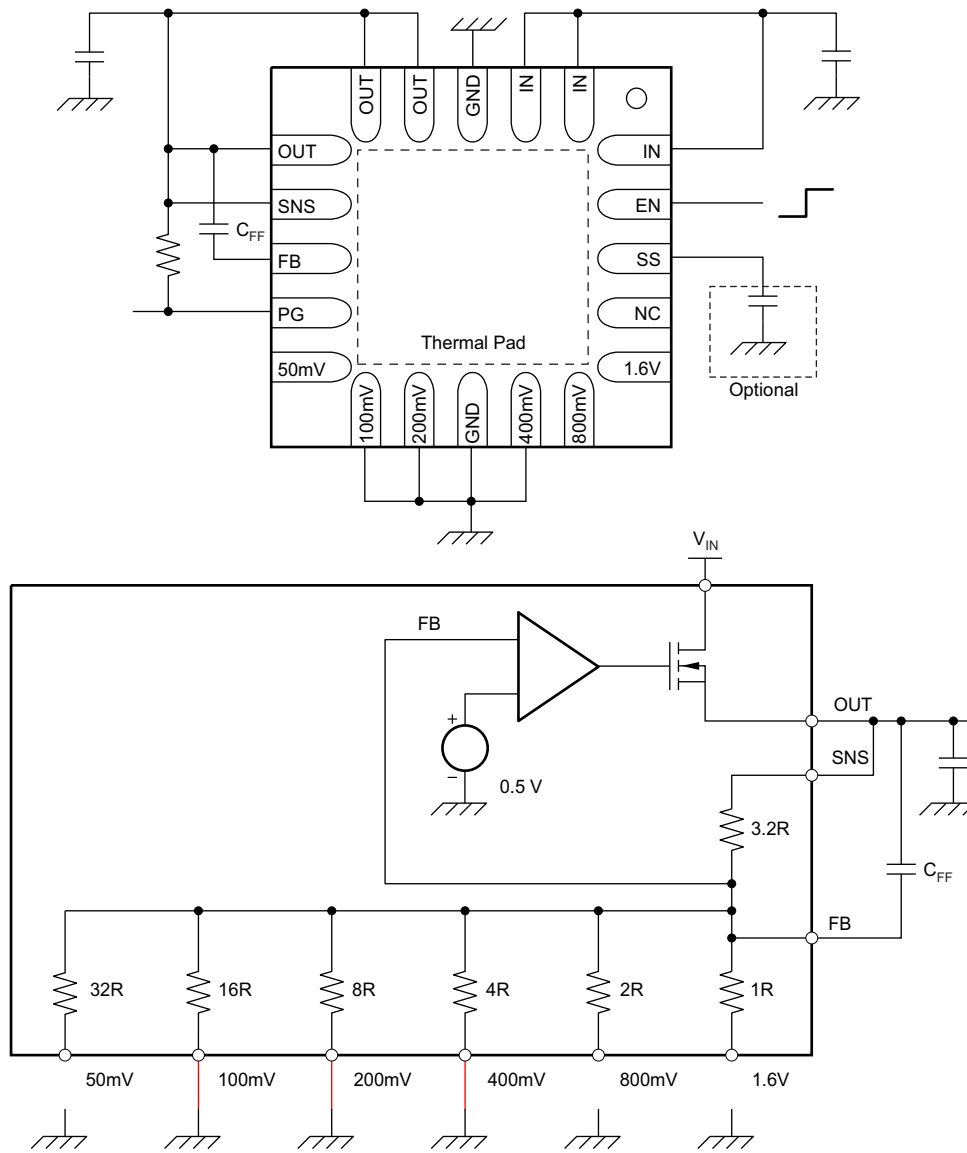 OUT
OUT
GND
IN
IN
OUT
IN
SNS
EN
C_FF
FB
SS
PG
NC
Thermal Pad
50mV
1.6V
Optional
100mV
200mV
GND
400mV
800mV
V_IN
FB
OUT
+
SNS
−
0.5 V
3.2R
C_FF
FB
32R
16R
8R
4R
2R
1R
50mV
100mV
200mV
400mV
800mV
1.6V